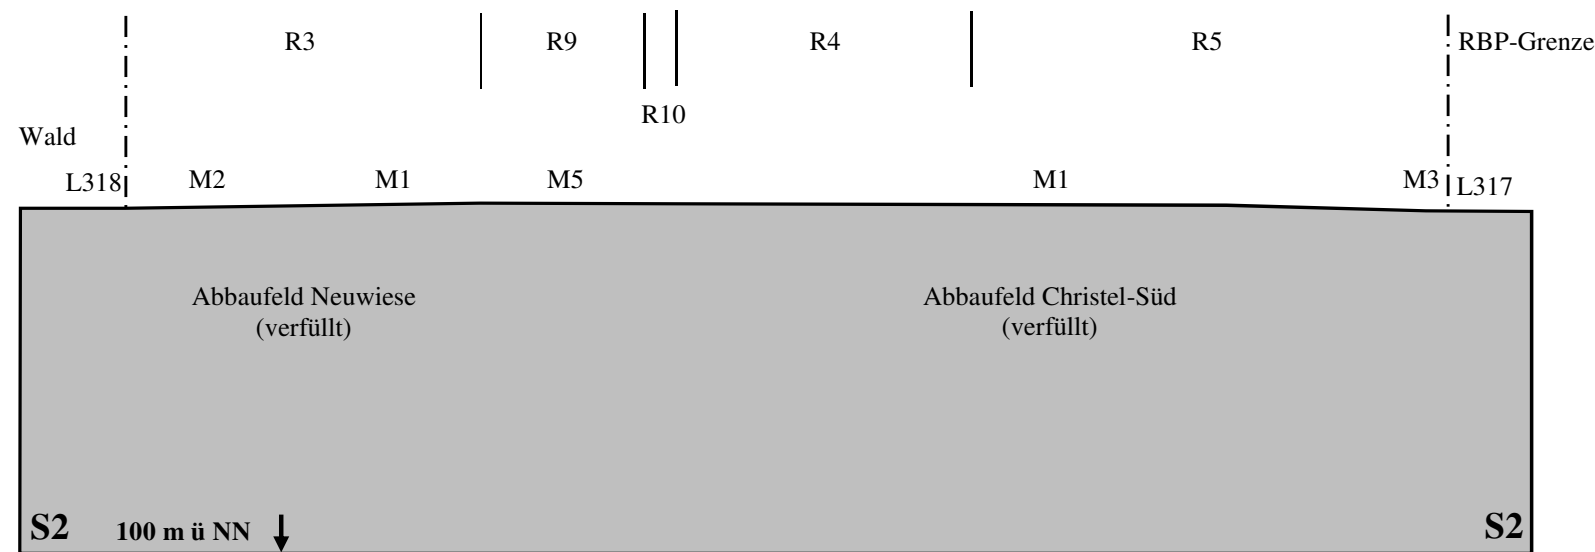 R3 R9 R4 R5 RBP-Grenze
R10
Wald
L318 M2 M1 M5 M1 M3 L317
Abbaufeld Neuwiese
(verfüllt)
Abbaufeld Christel-Süd
(verfüllt)
S2 100 m ü NN S2